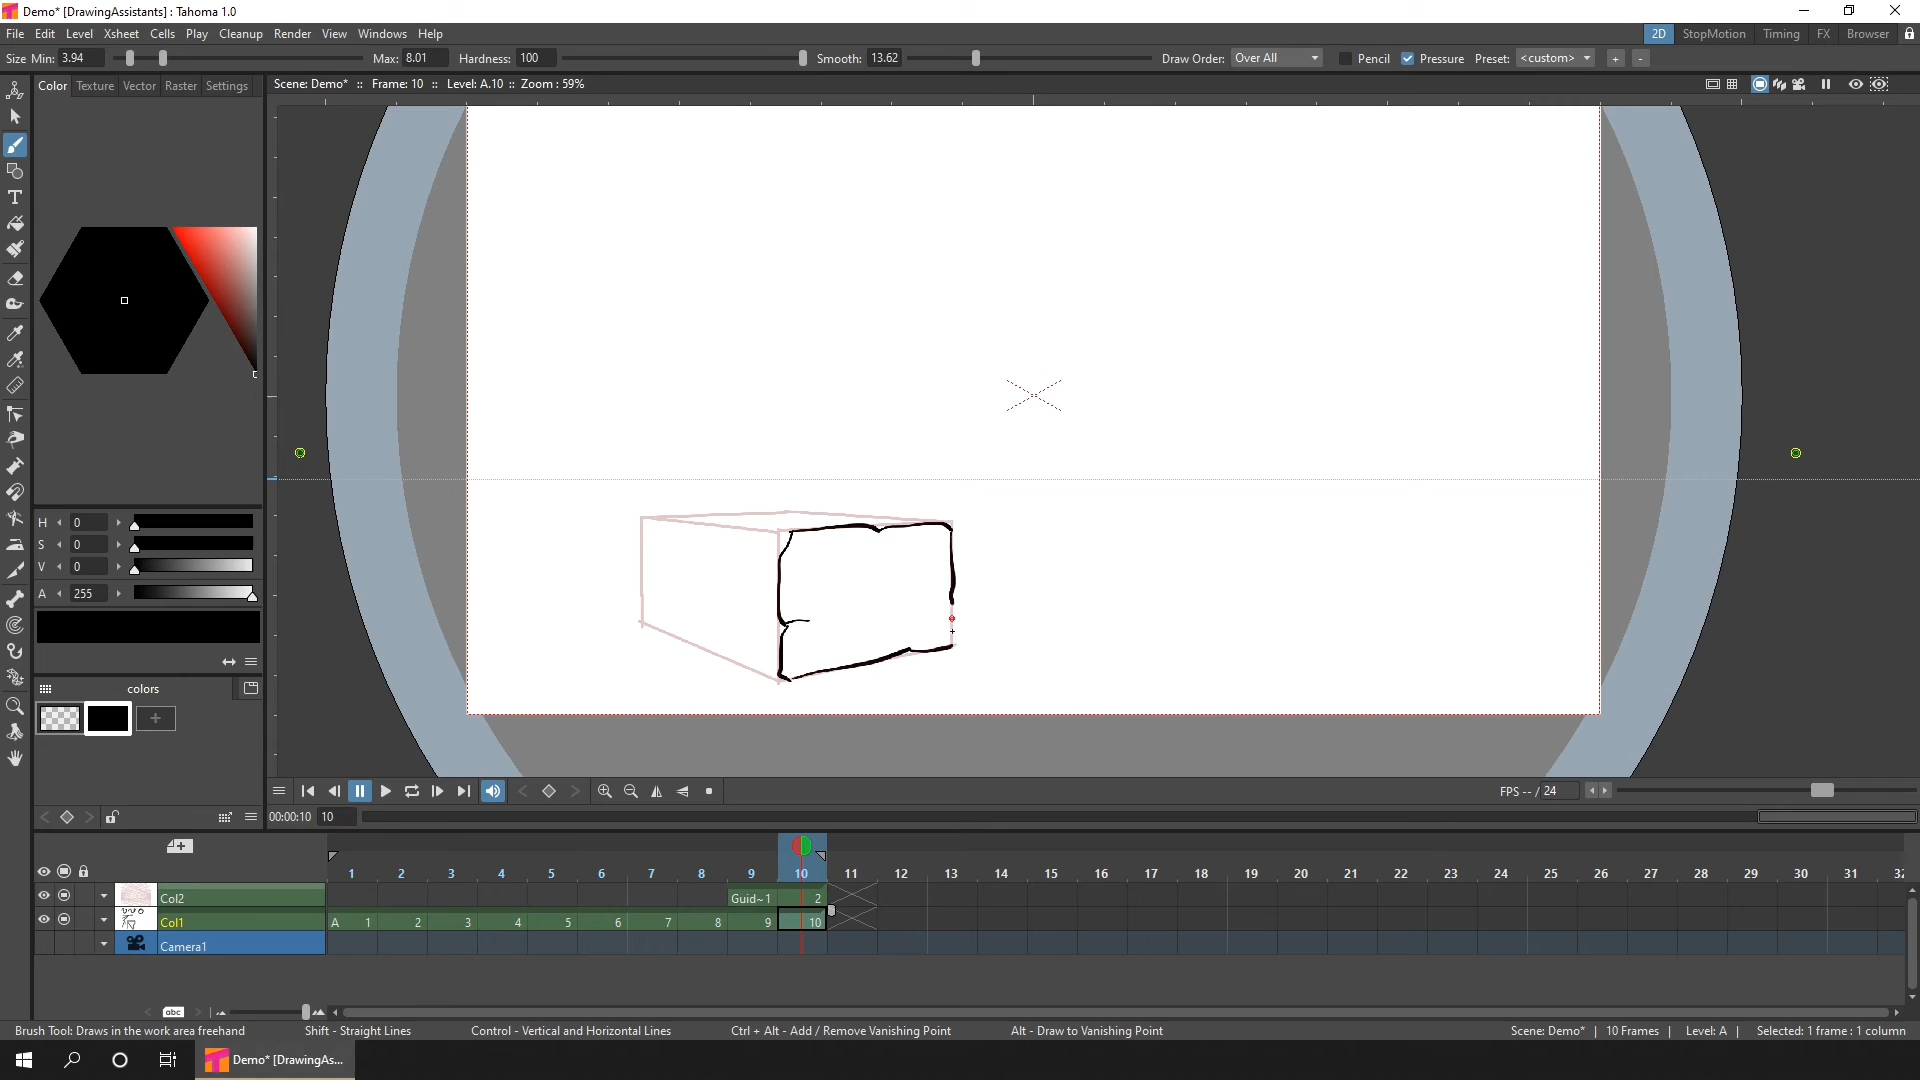 Demo* [DrawingAssistants] : Tahoma 1.0
File Edit Level Xsheet Cells Play Cleanup Render View Windows Help
2D StopMotion Timing FX Browser
Size Min: 3.94 Max: 8.01 Hardness: 100 Smooth: 13.62 Draw Order: Over All Pencil Pressure Preset: <custom> + -
Color Texture Vector Raster Settings
Scene: Demo* :: Frame: 10 :: Level: A.10 :: Zoom : 59%
H 0
S 0
V 0
A 255
colors
+
FPS -- / 24
00:00:10 10
1 2 3 4 5 6 7 8 9 10 11 12 13 14 15 16 17 18 19 20 21 22 23 24 25 26 27 28 29 30 31 32
Col2 Guid~1 2
Col1 A 1 2 3 4 5 6 7 8 9 10
Camera1
abc
Brush Tool: Draws in the work area freehand Shift - Straight Lines Control - Vertical and Horizontal Lines Ctrl + Alt - Add / Remove Vanishing Point Alt - Draw to Vanishing Point Scene: Demo* | 10 Frames | Level: A | Selected: 1 frame : 1 column
Demo* [DrawingAs...